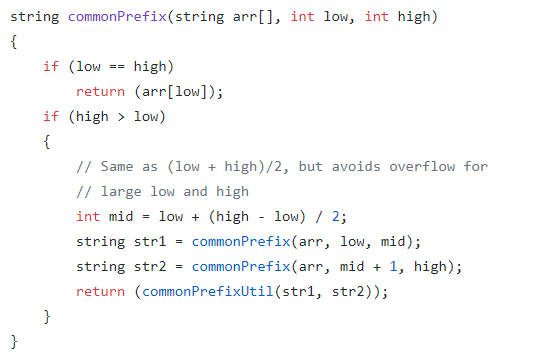 string commonPrefix(string arr[], int low, int high)
{
    if (low == high)
        return (arr[low]);
    if (high > low)
    {
        // Same as (low + high)/2, but avoids overflow for
        // large low and high
        int mid = low + (high - low) / 2;
        string str1 = commonPrefix(arr, low, mid);
        string str2 = commonPrefix(arr, mid + 1, high);
        return (commonPrefixUtil(str1, str2));
    }
}